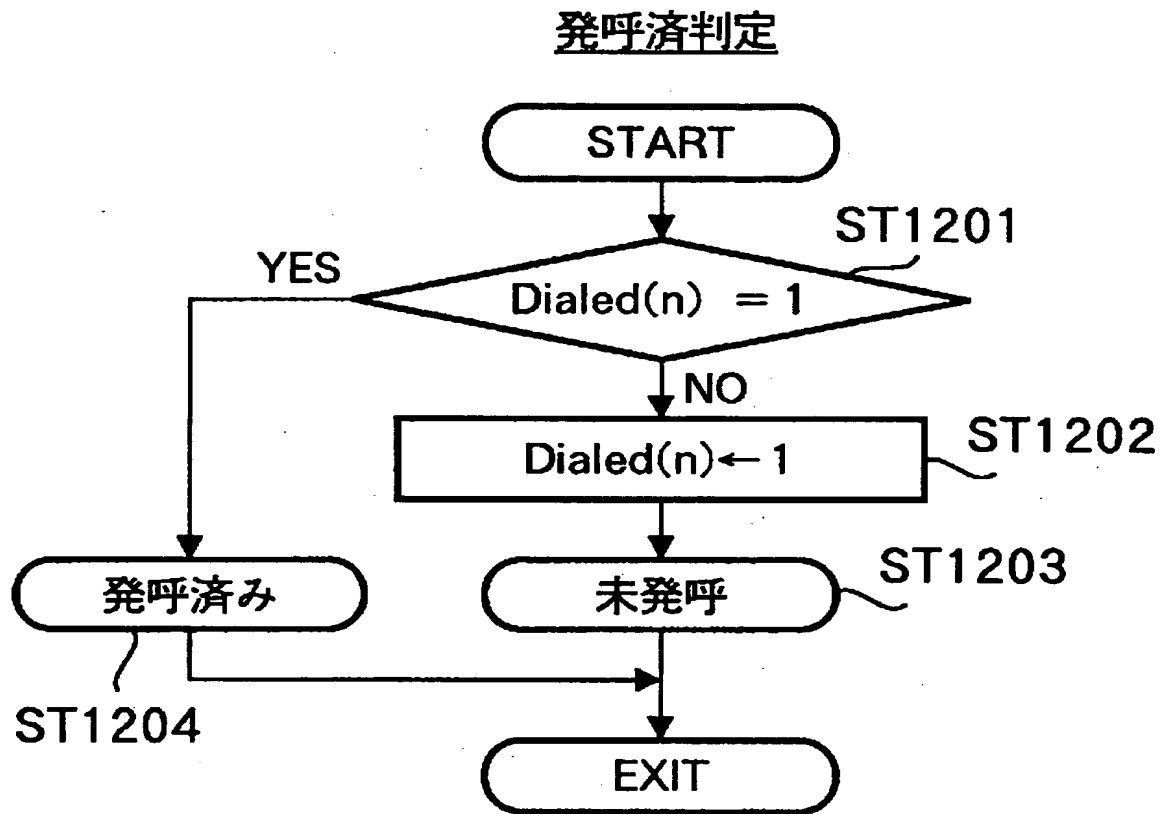 発呼済判定
START
ST1201
YES
Dialed(n) = 1
NO
Dialed(n)← 1
ST1202
発呼済み
未発呼
ST1203
ST1204
EXIT